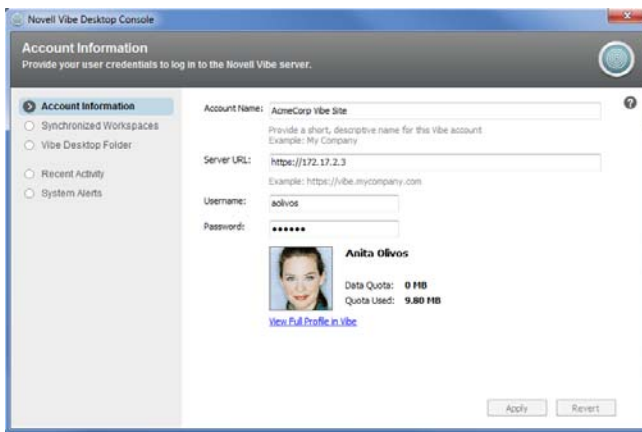 Novell Vibe Desktop Console
Account Information
Provide your user credentials to log in to the Novell Vibe server.
Account Information
Synchronized Workspaces
Vibe Desktop Folder
Recent Activity
System Alerts
Account Name: AcmeCorp Vibe Site
Provide a short, descriptive name for this Vibe account
Example: My Company
Server URL: https://172.17.2.3
Example: https://vibe.mycompany.com
Username: aolivos
Password: ••••••
Anita Olivos
Data Quota: 0 MB
Quota Used: 9.80 MB
View Full Profile in Vibe
Apply Revert